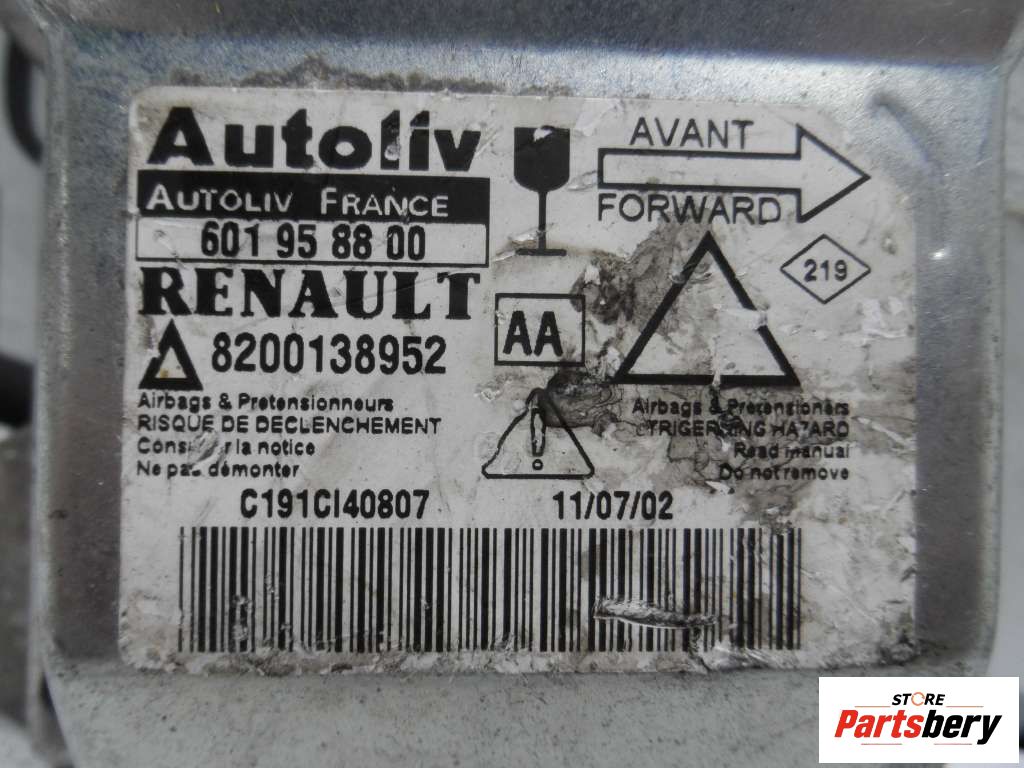 Autoliv
AUTOLIV FRANCE
601 95 88 00
RENAULT
8200138952
AVANT
FORWARD
219
AA
Airbags & Pretensionneurs
RISQUE DE DECLENCHEMENT
la notice
Ne pas démonter
Airbags & Pretensioners
HAZARD
Read manual
Do not remove
C191CI40807
11/07/02
STORE
Partsbery